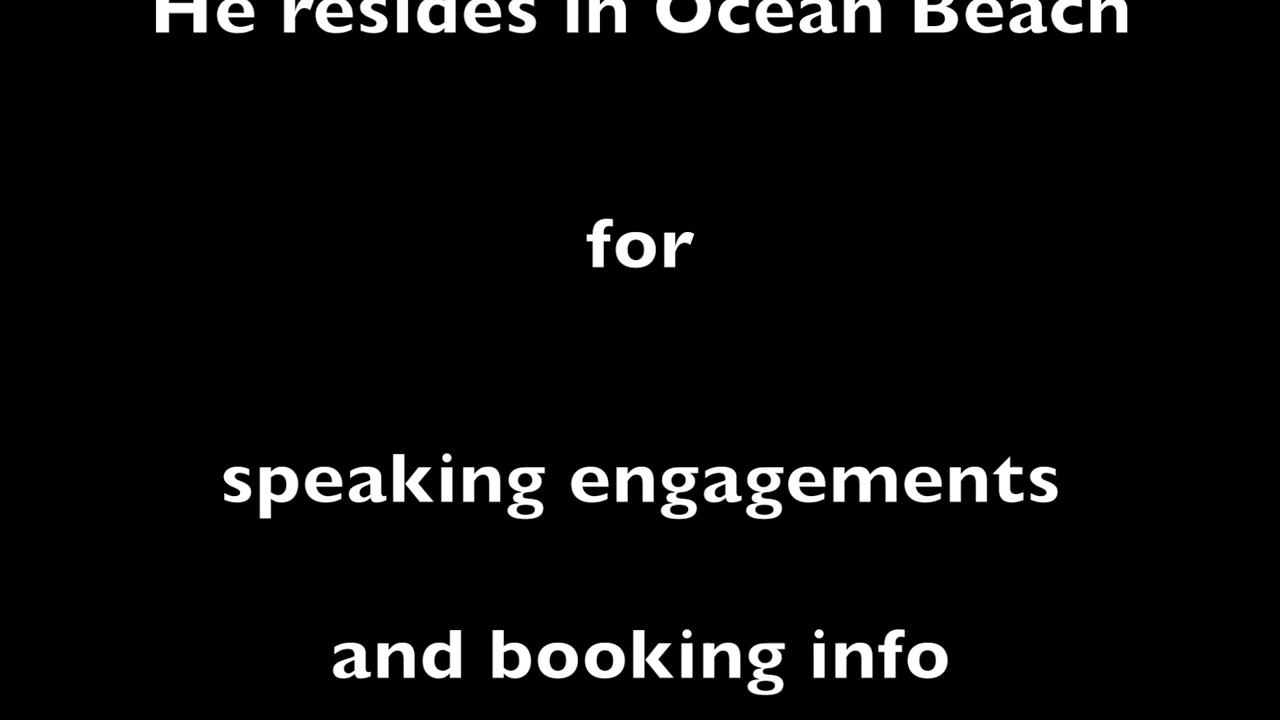 He resides in Ocean Beach
for
speaking engagements
and booking info